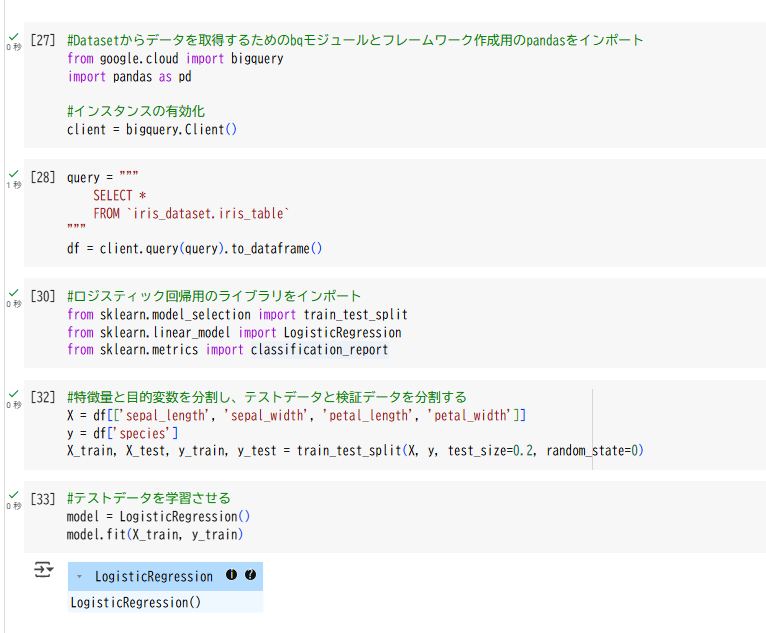 [27] #Datasetからデータを取得するためのbqモジュールとフレームワーク作成用のpandasをインポート
0 秒
from google.cloud import bigquery
import pandas as pd
#インスタンスの有効化
client = bigquery.Client()
[28] query = """
1 秒
SELECT *
FROM `iris_dataset.iris_table`
"""
df = client.query(query).to_dataframe()
[30] #ロジスティック回帰用のライブラリをインポート
0 秒
from sklearn.model_selection import train_test_split
from sklearn.linear_model import LogisticRegression
from sklearn.metrics import classification_report
[32] #特徴量と目的変数を分割し、テストデータと検証データを分割する
0 秒
X = df[['sepal_length', 'sepal_width', 'petal_length', 'petal_width']]
y = df['species']
X_train, X_test, y_train, y_test = train_test_split(X, y, test_size=0.2, random_state=0)
[33] #テストデータを学習させる
0 秒
model = LogisticRegression()
model.fit(X_train, y_train)
LogisticRegression i ?
LogisticRegression()